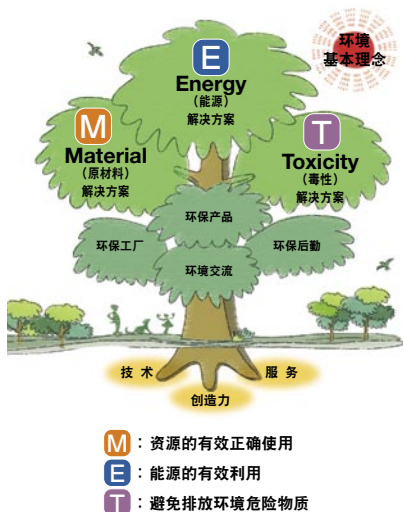 环境
基本理念
E
Energy
(能源)
解决方案
M
Material
(原材料)
解决方案
T
Toxicity
(毒性)
解决方案
环保产品
环保工厂
环保后勤
环境交流
技 术
服 务
创造力
M : 资源的有效正确使用
E : 能源的有效利用
T : 避免排放环境危险物质